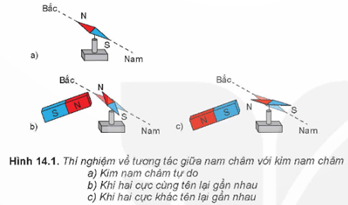 Bắc
N
S
a)
Nam
Bắc
N
S
N
S
b)
Nam
Bắc
N
N
S
S
c)
Nam
Hình 14.1. Thí nghiệm về tương tác giữa nam châm với kim nam châm
a) Kim nam châm tự do
b) Khi hai cực cùng tên lại gần nhau
c) Khi hai cực khác tên lại gần nhau